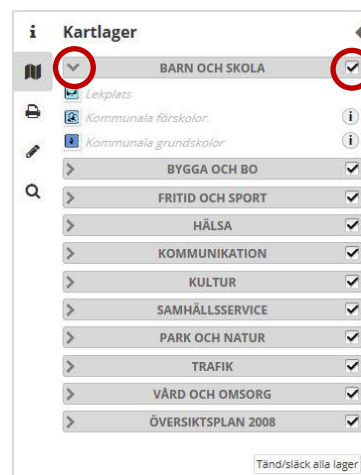 i Kartlager
BARN OCH SKOLA
Lekplats
Kommunala förskolor i
Kommunala grundskolor i
BYGGA OCH BO
FRITID OCH SPORT
HÄLSA
KOMMUNIKATION
KULTUR
SAMHÄLLSSERVICE
PARK OCH NATUR
TRAFIK
VÅRD OCH OMSORG
ÖVERSIKTSPLAN 2008
Tänd/släck alla lager